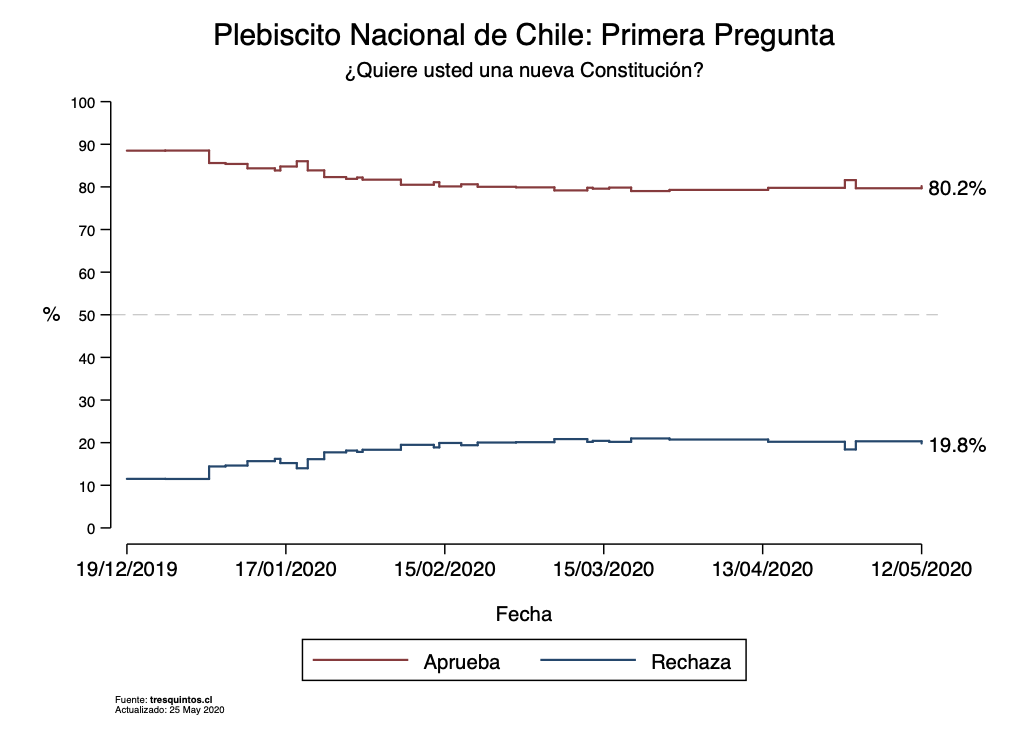 Plebiscito Nacional de Chile: Primera Pregunta
¿Quiere usted una nueva Constitución?
100
90
80
70
60
50
40
30
20
10
0
%
80.2%
19.8%
19/12/2019 17/01/2020 15/02/2020 15/03/2020 13/04/2020 12/05/2020
Fecha
Aprueba Rechaza
Fuente: tresquintos.cl
Actualizado: 25 May 2020